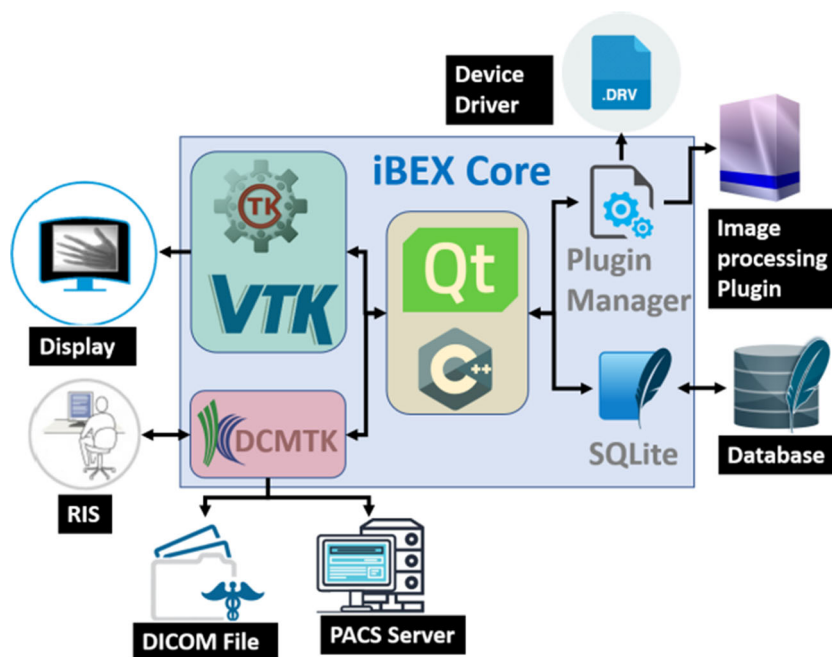 Device
Driver
.DRV
iBEX Core
TK
VTK
Qt
C++
Plugin
Manager
Image
processing
Plugin
Display
DCMTK
SQLite
Database
RIS
DICOM File
PACS Server